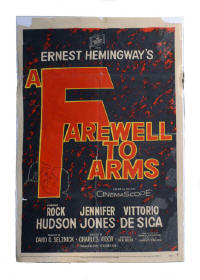 ERNEST HEMINGWAY'S
A
FAREWELL
TO
ARMS
CINEMASCOPE
ROCK JENNIFER VITTORIO
HUDSON JONES DE SICA
DAVID O. SELZNICK CHARLES VIDOR